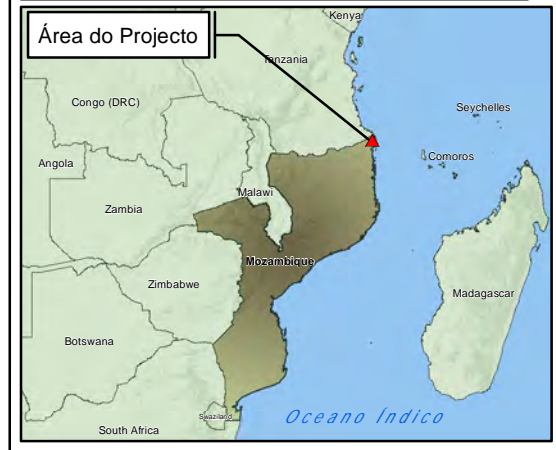 Kenya
Área do Projecto
Tanzania
Congo (DRC)
Seychelles
Angola
Comoros
Malawi
Zambia
Mozambique
Zimbabwe
Madagascar
Botswana
Swaziland
Oceano Índico
South Africa